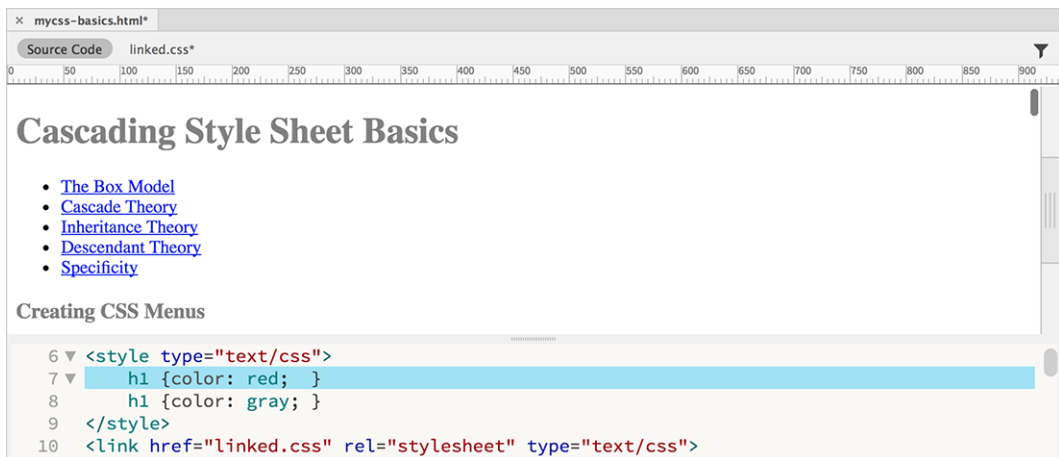 × mycss-basics.html*
Source Code linked.css*
0 50 100 150 200 250 300 350 400 450 500 550 600 650 700 750 800 850 900
Cascading Style Sheet Basics
• The Box Model
• Cascade Theory
• Inheritance Theory
• Descendant Theory
• Specificity
Creating CSS Menus
6 ▼ <style type="text/css">
7 ▼ h1 {color: red;  }
8 h1 {color: gray; }
9 </style>
10 <link href="linked.css" rel="stylesheet" type="text/css">